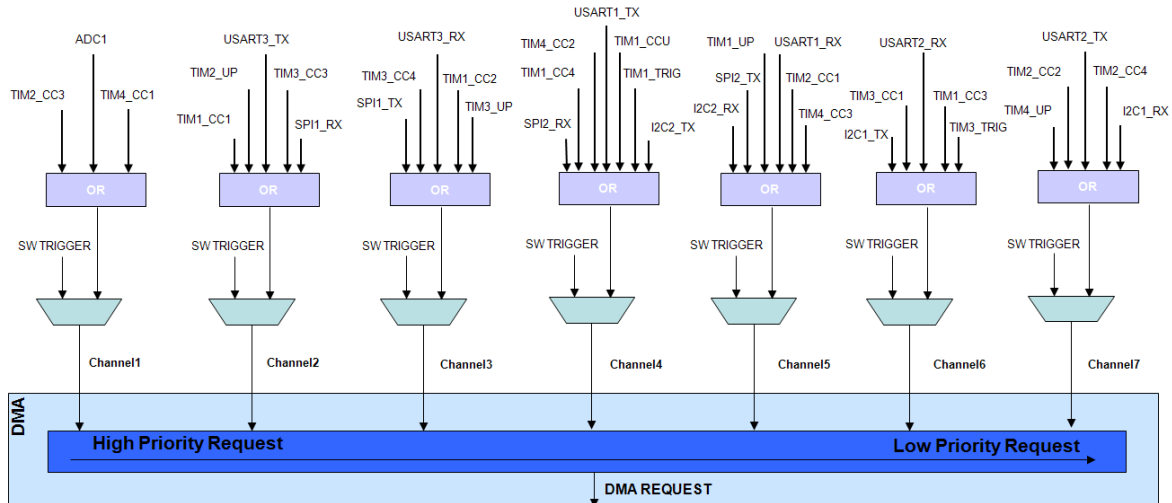 ADC1
TIM2_CC3
TIM4_CC1
OR
SW TRIGGER
Channel1
USART3_TX
TIM2_UP
TIM3_CC3
TIM1_CC1
SPI1_RX
OR
SW TRIGGER
Channel2
USART3_RX
TIM3_CC4
TIM1_CC2
SPI1_TX
TIM3_UP
OR
SW TRIGGER
Channel3
USART1_TX
TIM4_CC2
TIM1_CCU
TIM1_CC4
TIM1_TRIG
SPI2_RX
I2C2_TX
OR
SW TRIGGER
Channel4
TIM1_UP
USART1_RX
SPI2_TX
TIM2_CC1
I2C2_RX
TIM4_CC3
OR
SW TRIGGER
Channel5
USART2_RX
TIM3_CC1
TIM1_CC3
I2C1_TX
TIM3_TRIG
OR
SW TRIGGER
Channel6
USART2_TX
TIM2_CC2
TIM2_CC4
TIM4_UP
I2C1_RX
OR
SW TRIGGER
Channel7
DMA
High Priority Request
Low Priority Request
DMA REQUEST